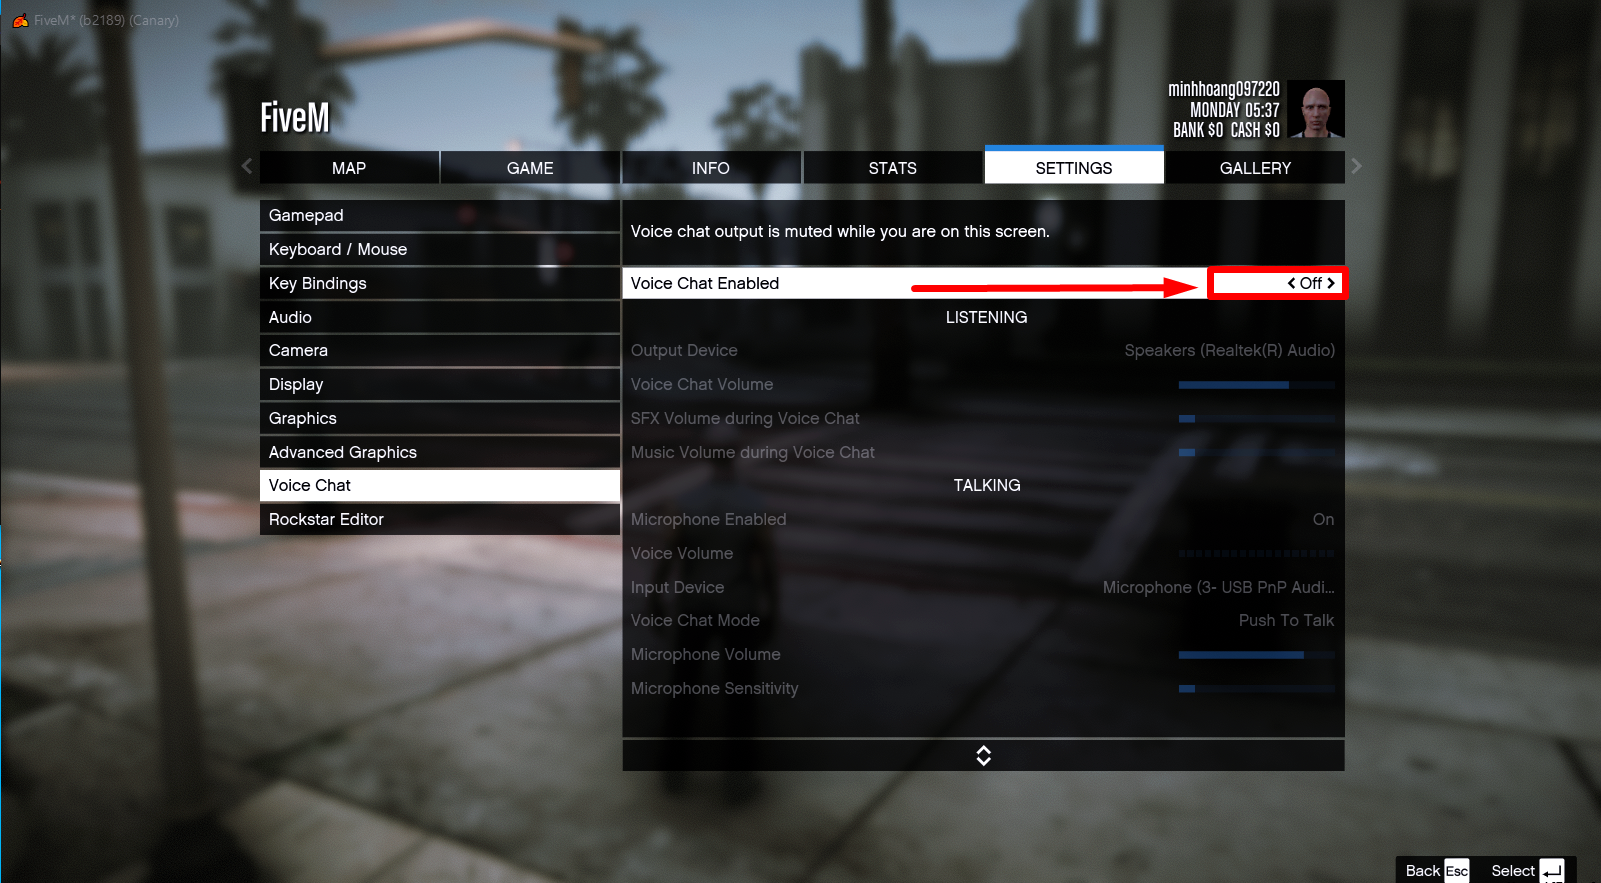 FiveM* (b2189) (Canary)
FiveM
minhhoang097220
MONDAY 05:37
BANK $0 CASH $0
MAP GAME INFO STATS SETTINGS GALLERY
Gamepad
Keyboard / Mouse
Key Bindings
Audio
Camera
Display
Graphics
Advanced Graphics
Voice Chat
Rockstar Editor
Voice chat output is muted while you are on this screen.
Voice Chat Enabled Off
LISTENING
Output Device Speakers (Realtek(R) Audio)
Voice Chat Volume
SFX Volume during Voice Chat
Music Volume during Voice Chat
TALKING
Microphone Enabled On
Voice Volume
Input Device Microphone (3- USB PnP Audi...
Voice Chat Mode Push To Talk
Microphone Volume
Microphone Sensitivity
Back Esc Select